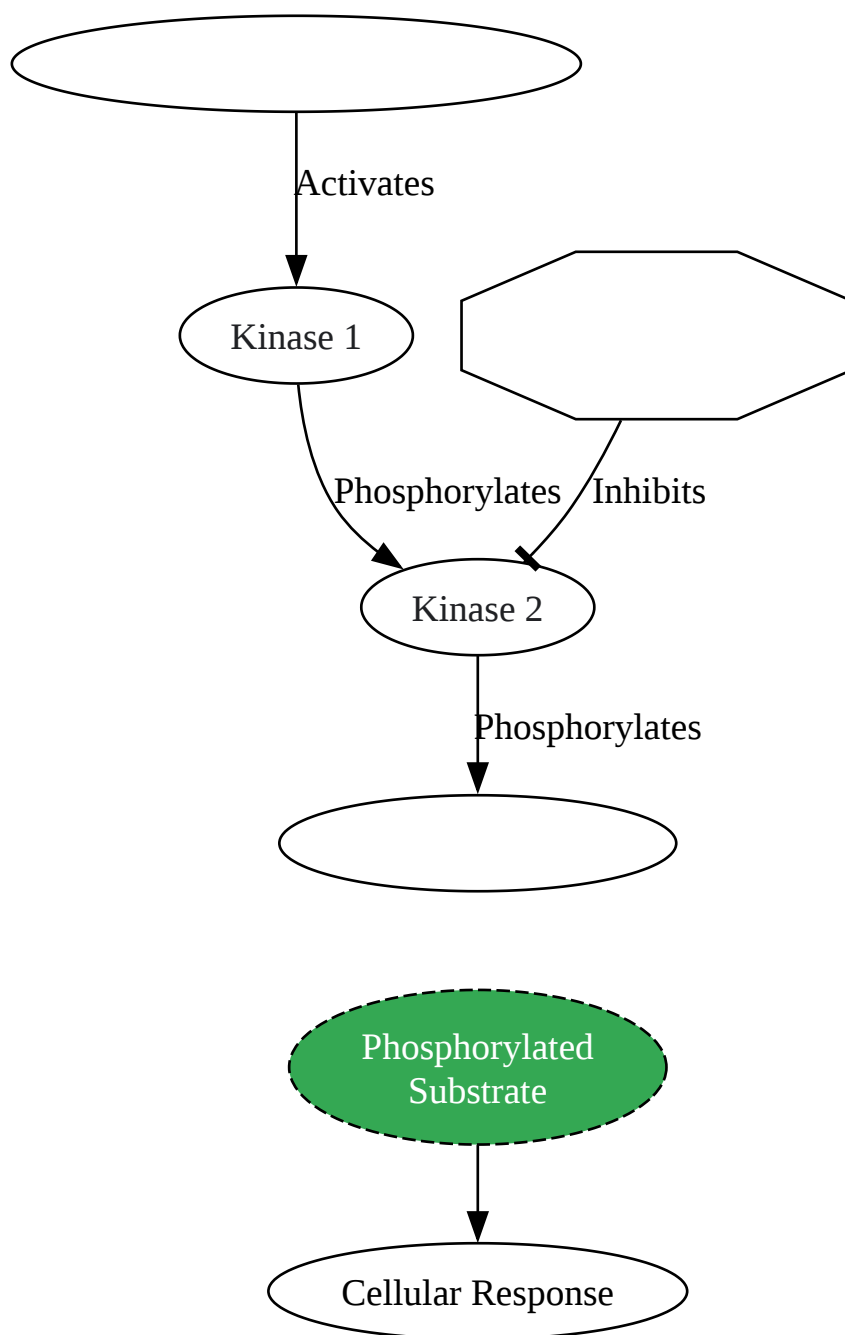 Activates
Kinase 1
Phosphorylates
Inhibits
Kinase 2
Phosphorylates
Phosphorylated
Substrate
Cellular Response